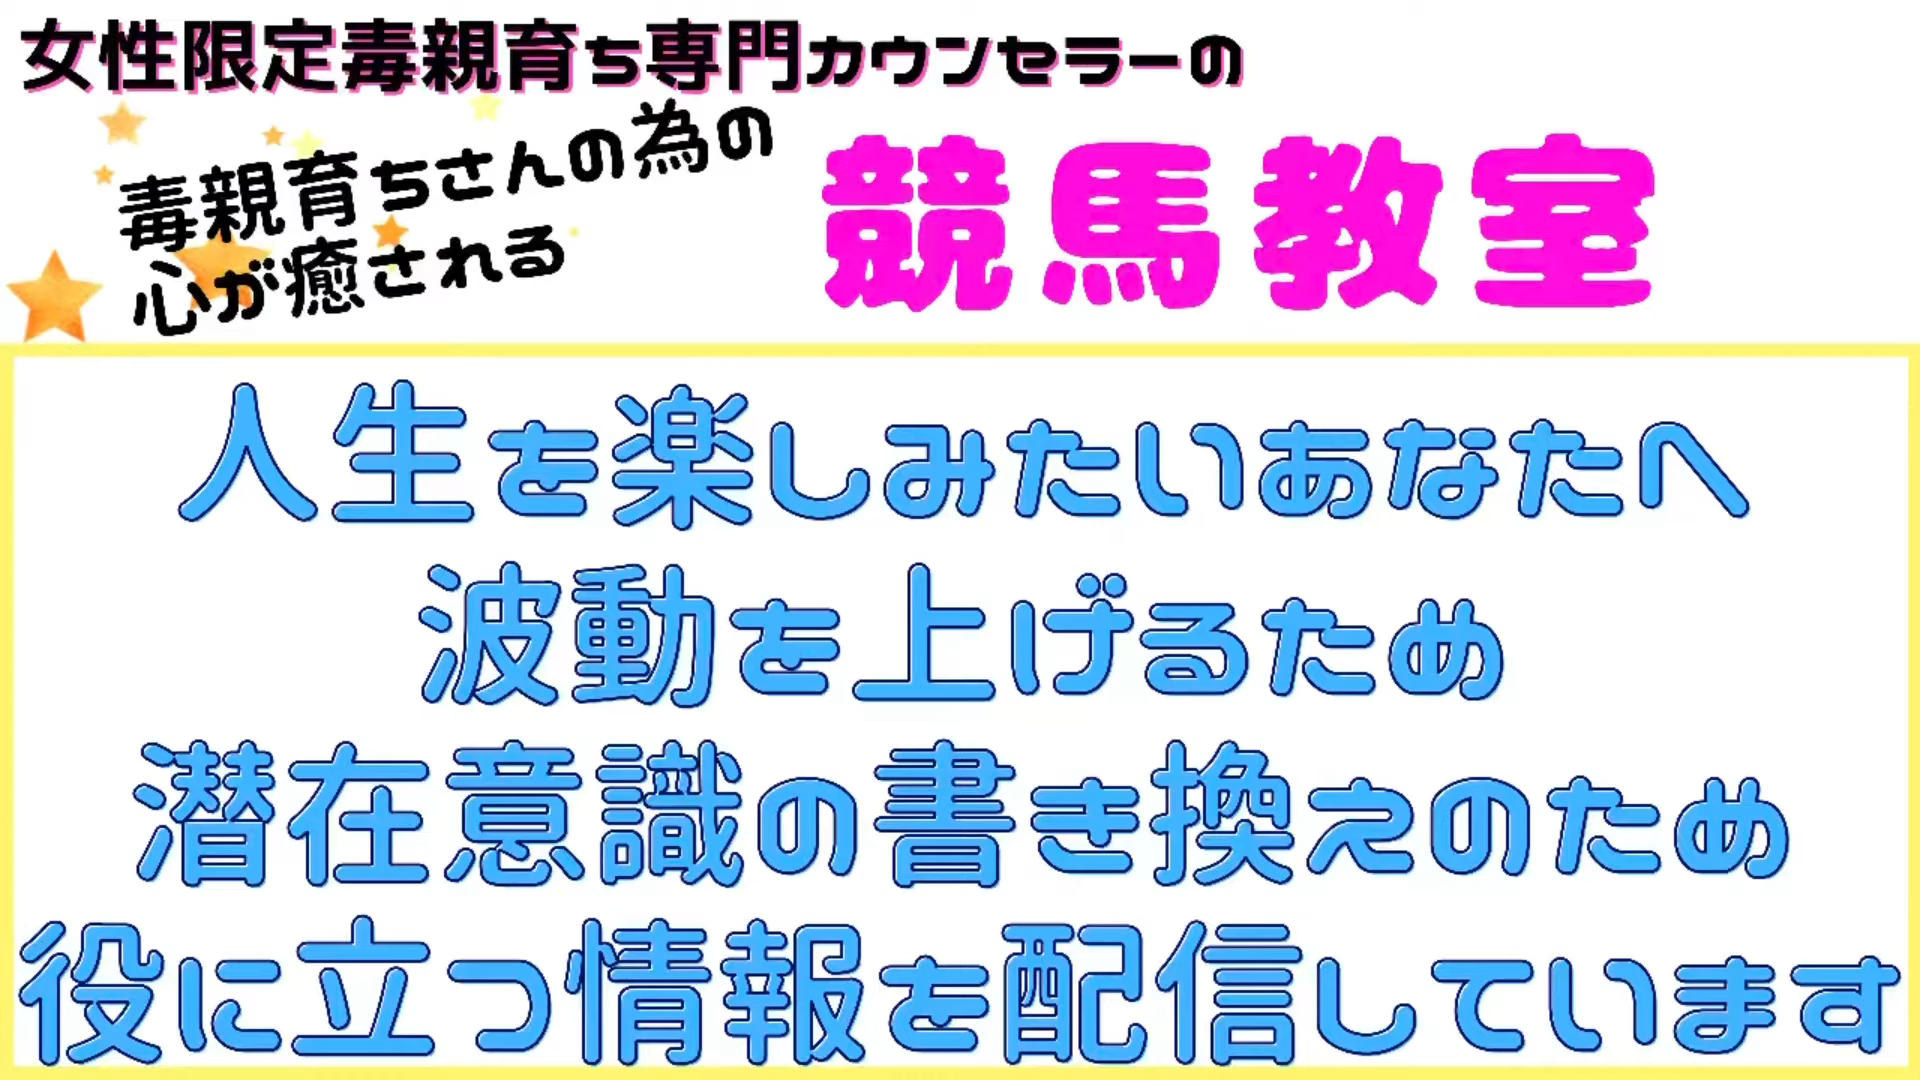 女性限定毒親育ち専門カウンセラーの
毒親育ちさんの為の
心が癒される
競馬教室
人生を楽しみたいあなたへ
波動を上げるため
潜在意識の書き換えのため
役に立つ情報を配信しています